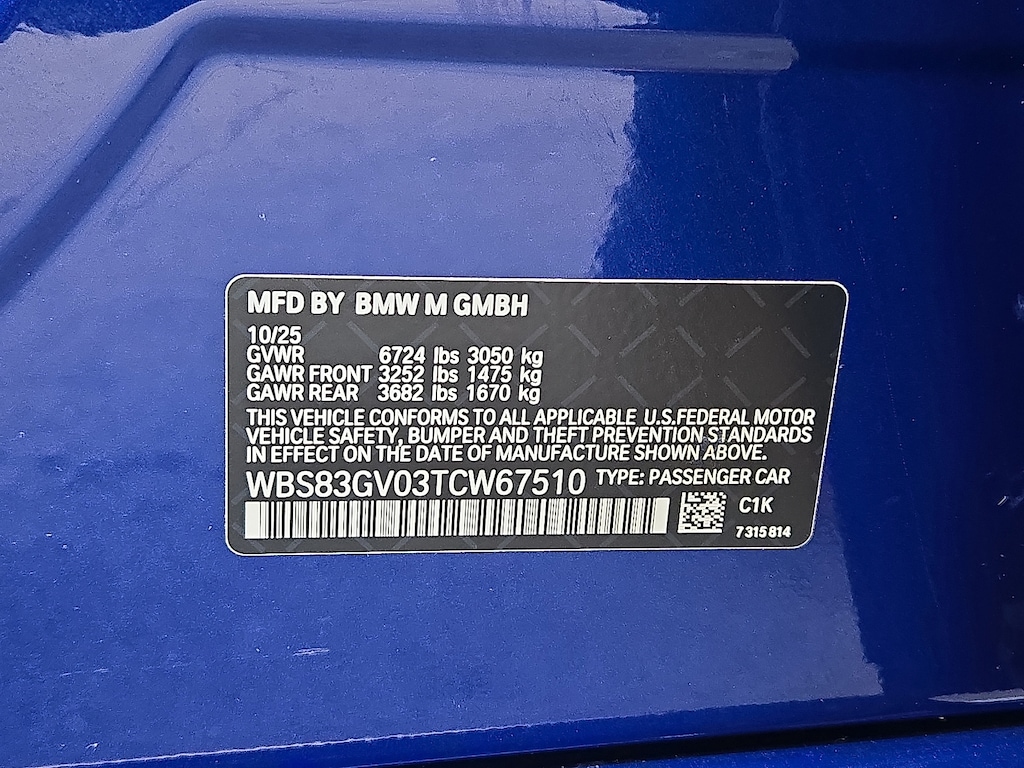 MFD BY BMW M GMBH
10/25
GVWR 6724 lbs 3050 kg
GAWR FRONT 3252 lbs 1475 kg
GAWR REAR 3682 lbs 1670 kg
THIS VEHICLE CONFORMS TO ALL APPLICABLE U.S.FEDERAL MOTOR
VEHICLE SAFETY, BUMPER AND THEFT PREVENTION STANDARDS
IN EFFECT ON THE DATE OF MANUFACTURE SHOWN ABOVE.
WBS83GV03TCW67510 TYPE: PASSENGER CAR
C1K
7315814